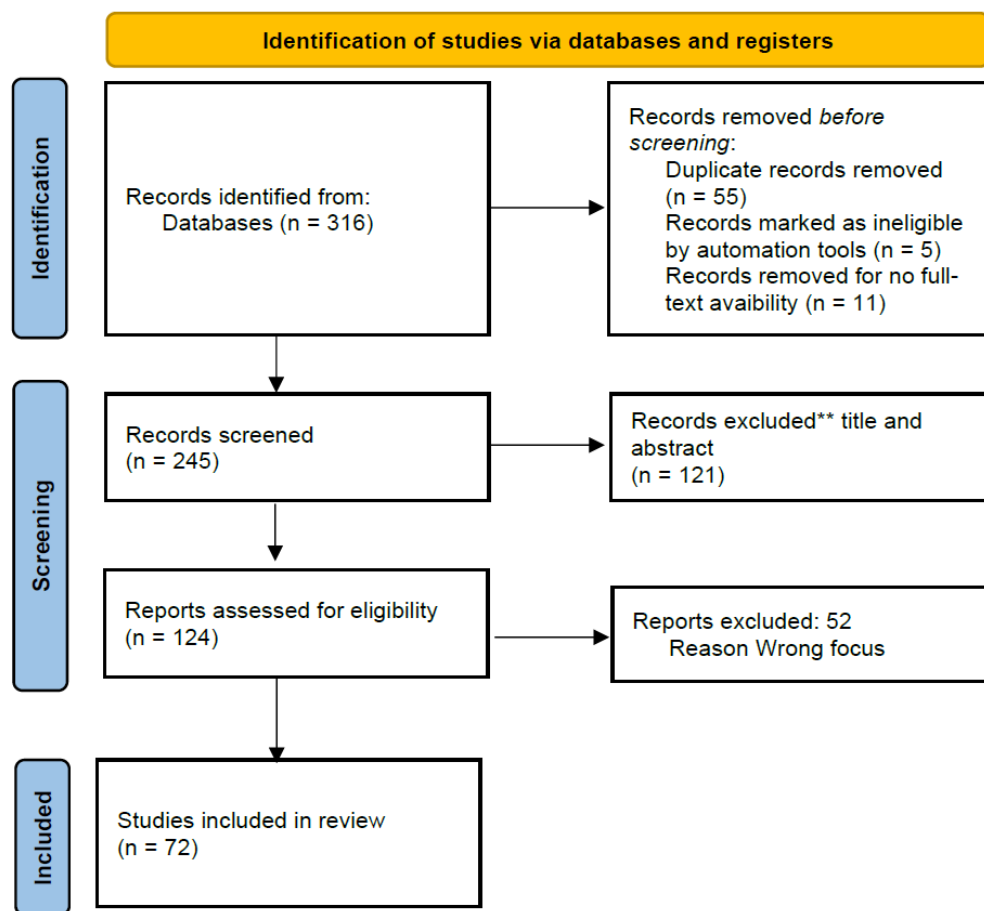 Identification of studies via databases and registers
Identification
Records identified from:
Databases (n = 316)
Records removed before
screening:
Duplicate records removed
(n = 55)
Records marked as ineligible
by automation tools (n = 5)
Records removed for no full-
text avaibility (n = 11)
Screening
Records screened
(n = 245)
Records excluded** title and
abstract
(n = 121)
Reports assessed for eligibility
(n = 124)
Reports excluded: 52
Reason Wrong focus
Included
Studies included in review
(n = 72)